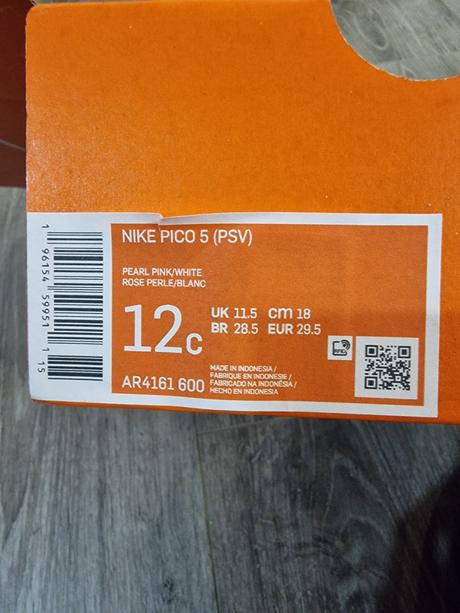 NIKE PICO 5 (PSV)
PEARL PINK/WHITE
ROSE PERLE/BLANC
12C
UK 11.5 cm 18
BR 28.5 EUR 29.5
AR4161 600
MADE IN INDONESIA /
FABRIQUE EN INDONESIE /
FABRICADO NA INDONÉSIA /
HECHO EN INDONESIA
RFID
1 96154 59951 1 15